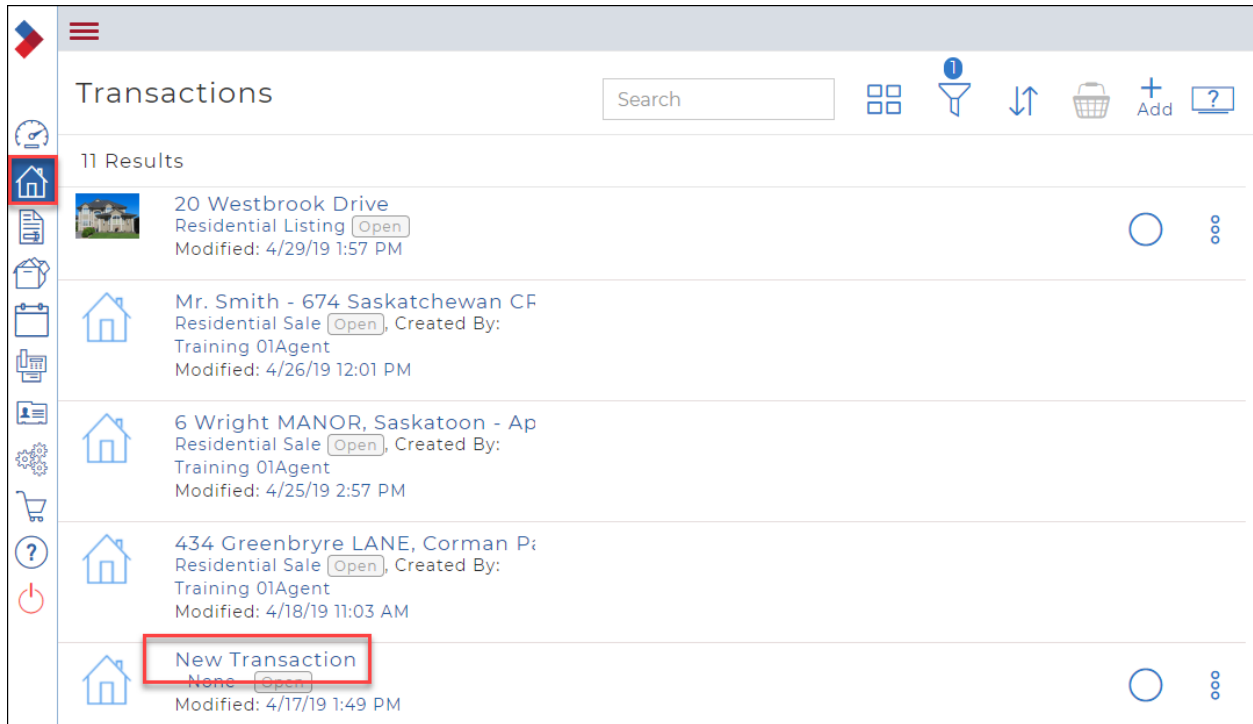 Transactions
Search
1
Add
?
11 Results
20 Westbrook Drive
Residential Listing Open
Modified: 4/29/19 1:57 PM
Mr. Smith - 674 Saskatchewan CR
Residential Sale Open, Created By:
Training 01Agent
Modified: 4/26/19 12:01 PM
6 Wright MANOR, Saskatoon - Ap
Residential Sale Open, Created By:
Training 01Agent
Modified: 4/25/19 2:57 PM
434 Greenbryre LANE, Corman Pa
Residential Sale Open, Created By:
Training 01Agent
Modified: 4/18/19 11:03 AM
?
New Transaction
- None - Open
Modified: 4/17/19 1:49 PM